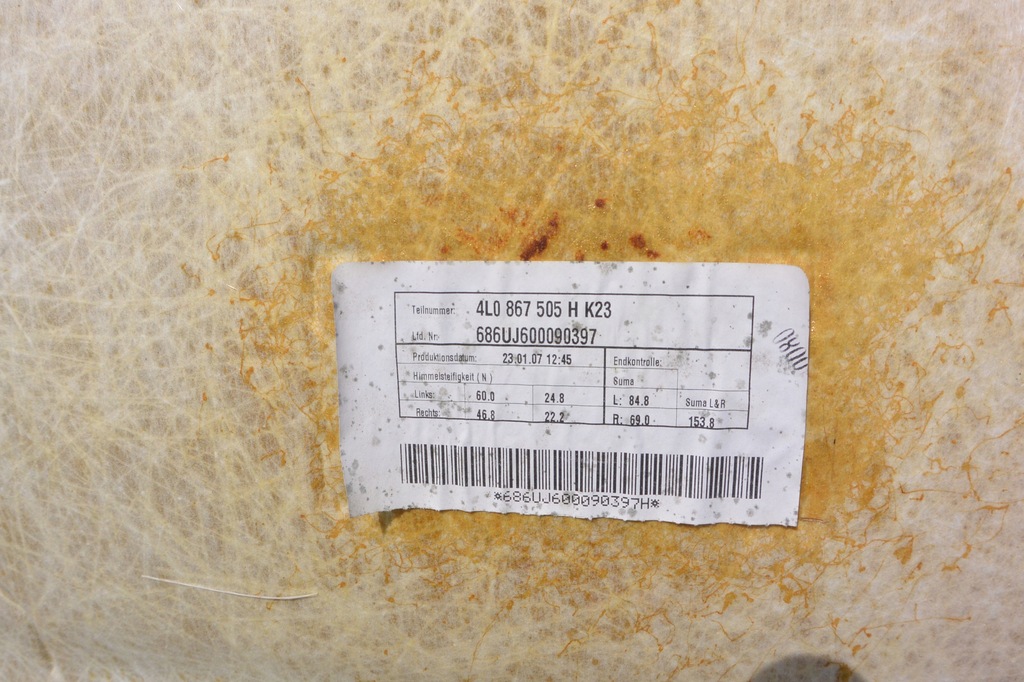 Teilnummer: 4L0 867 505 H K23
Lfd. Nr: 686UJ600090397
Produktionsdatum: 23.01.07 12:45 Endkontrolle:
Himmelsteifigkeit (N) Suma
Links: 60.0 24.8 L: 84.8 Suma L&R
Rechts: 46.8 22.2 R: 69.0 153.8
*686UJ600090397H*